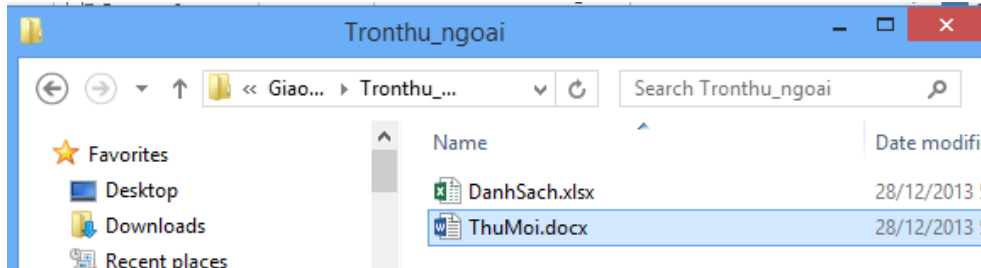 Tronthu_ngoai
« Giao... Tronthu_... Search Tronthu_ngoai
Name Date modifi
Favorites
Desktop DanhSach.xlsx 28/12/2013
Downloads ThuMoi.docx 28/12/2013
Recent places